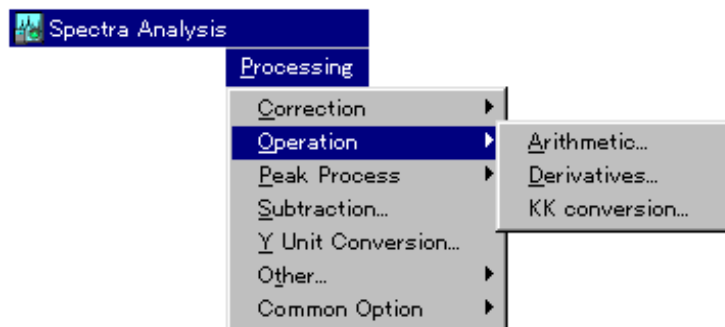 Spectra Analysis
Processing
Correction
Operation
Peak Process
Subtraction...
Y Unit Conversion...
Other...
Common Option
Arithmetic...
Derivatives...
KK conversion...